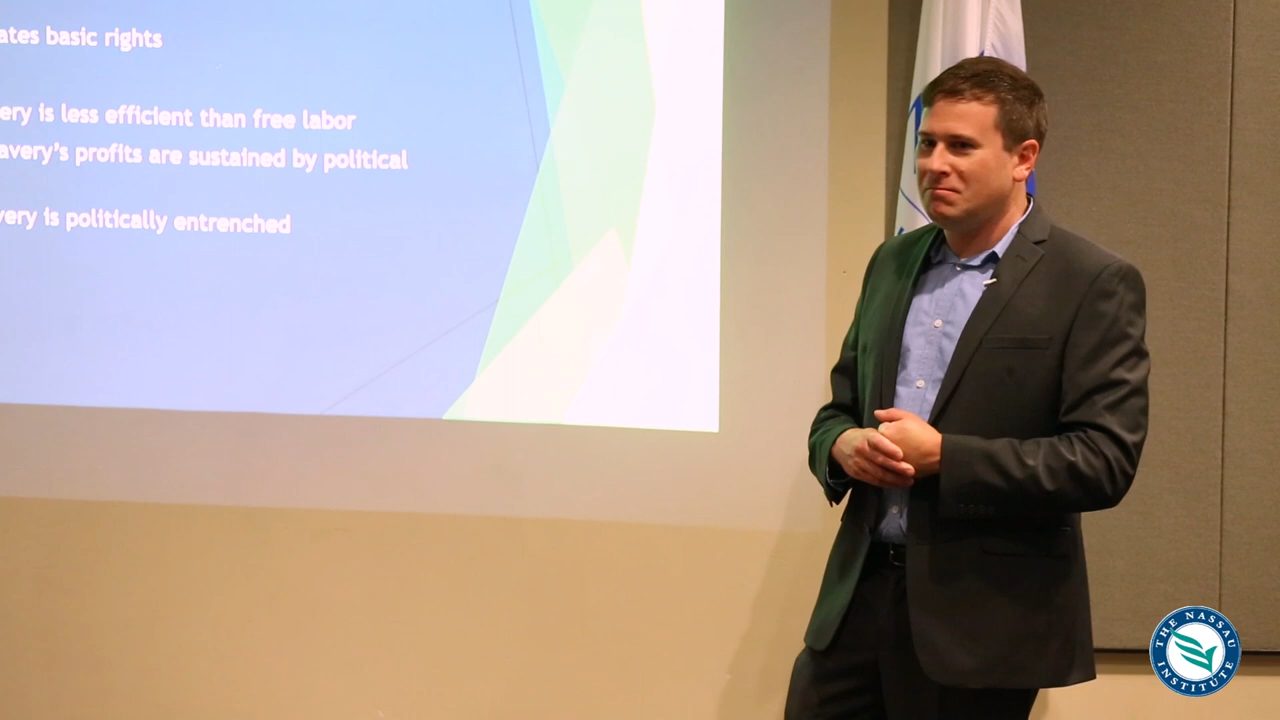 ates basic rights
ery is less efficient than free labor
avery's profits are sustained by political
very is politically entrenched
THE NASSAU
INSTITUTE